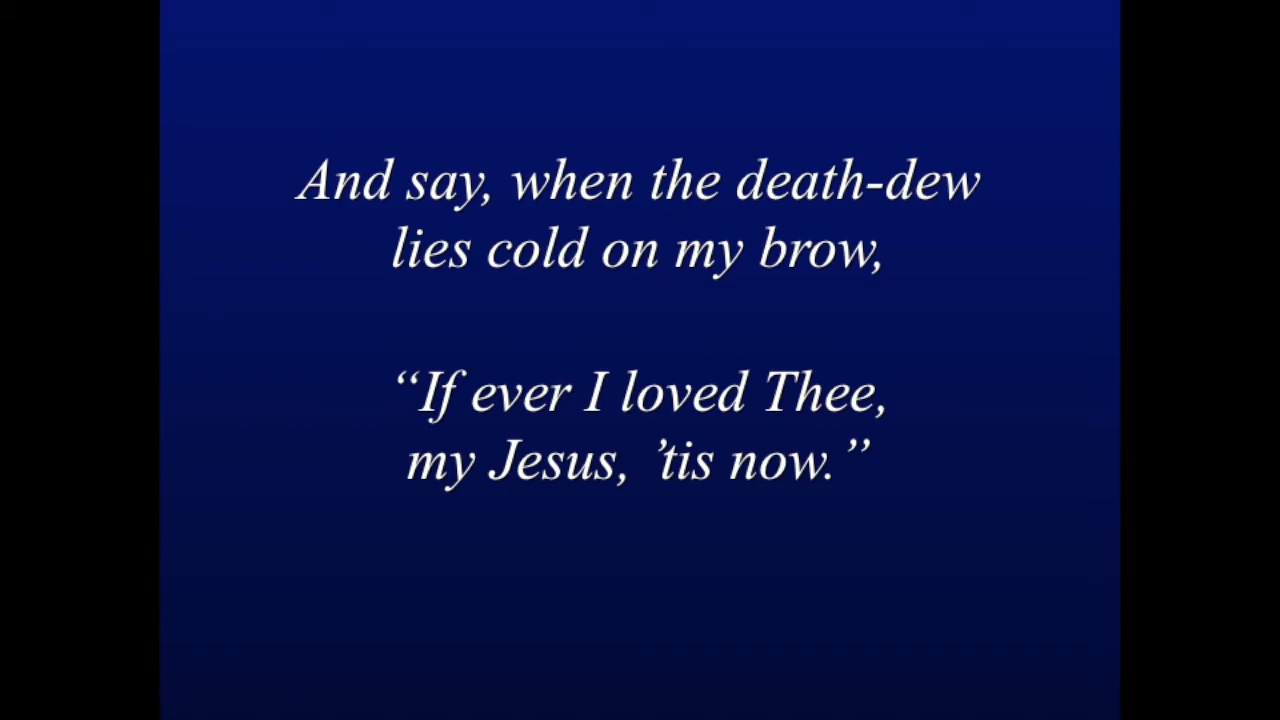 And say, when the death-dew
lies cold on my brow,
“If ever I loved Thee,
my Jesus, ’tis now.”